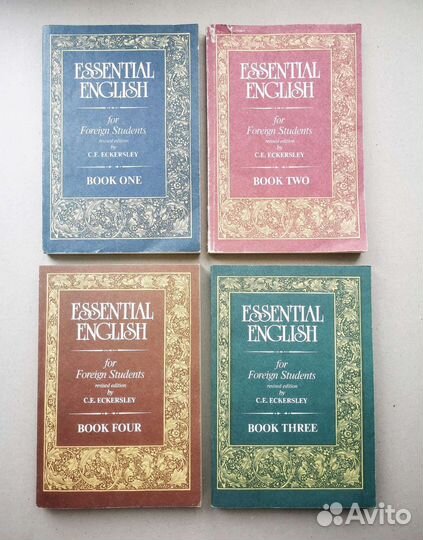 ESSENTIAL
ENGLISH
for
Foreign Students
revised edition
by
C.E. ECKERSLEY
BOOK ONE
ESSENTIAL
ENGLISH
for
Foreign Students
revised edition
by
C.E. ECKERSLEY
BOOK TWO
ESSENTIAL
ENGLISH
for
Foreign Students
revised edition
by
C.E. ECKERSLEY
BOOK FOUR
ESSENTIAL
ENGLISH
for
Foreign Students
revised edition
by
C.E. ECKERSLEY
BOOK THREE
Avito